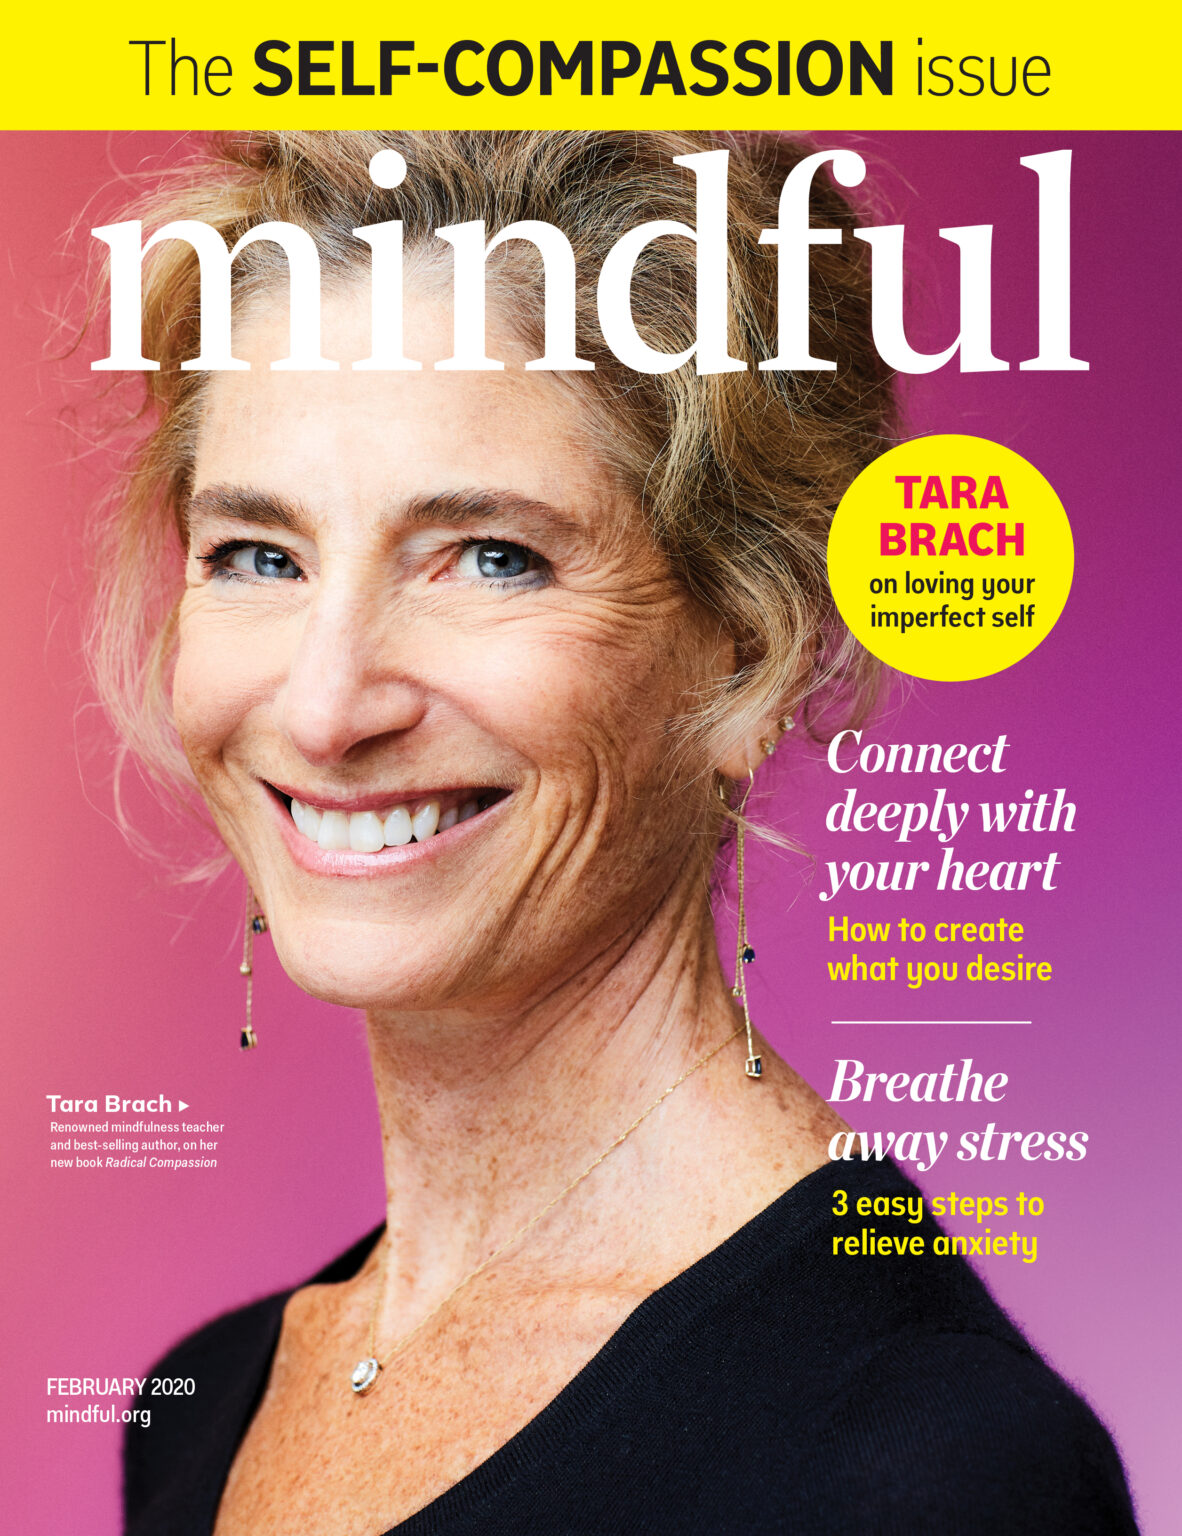 The SELF-COMPASSION issue
mindful
TARA
BRACH
on loving your
imperfect self
Connect
deeply with
your heart
How to create
what you desire
Breathe
away stress
3 easy steps to
relieve anxiety
Tara Brach ▸
Renowned mindfulness teacher
and best-selling author, on her
new book Radical Compassion
FEBRUARY 2020
mindful.org